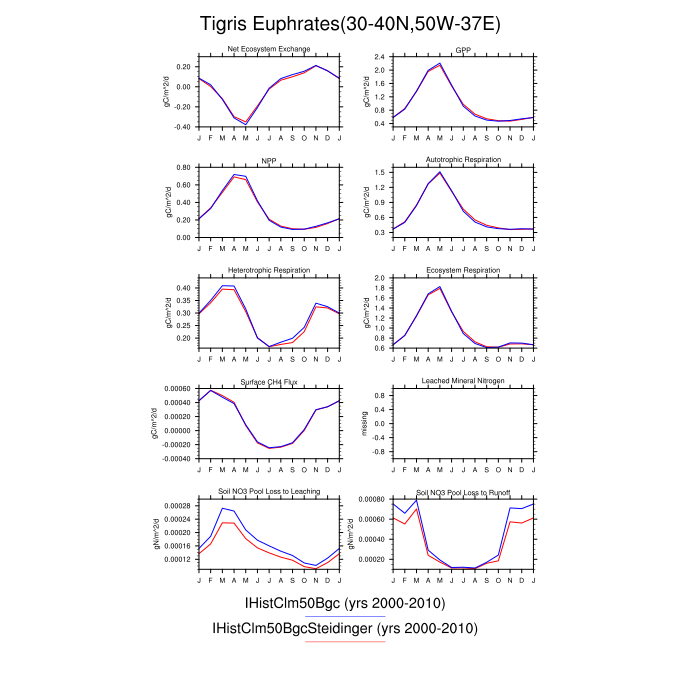 Tigris Euphrates(30-40N,50W-37E)
Net Ecosystem Exchange
GPP
gC/m^2/d
0.20
0.00
-0.20
-0.40
J F M A M J J A S O N D J
gC/m^2/d
2.4
2.0
1.6
1.2
0.8
0.4
J F M A M J J A S O N D J
NPP
Autotrophic Respiration
gC/m^2/d
0.80
0.60
0.40
0.20
0.00
J F M A M J J A S O N D J
gC/m^2/d
1.5
1.2
0.9
0.6
0.3
J F M A M J J A S O N D J
Heterotrophic Respiration
Ecosystem Respiration
gC/m^2/d
0.40
0.35
0.30
0.25
0.20
J F M A M J J A S O N D J
gC/m^2/d
2.0
1.8
1.6
1.4
1.2
1.0
0.8
0.6
J F M A M J J A S O N D J
Surface CH4 Flux
Leached Mineral Nitrogen
gC/m^2/d
0.00060
0.00040
0.00020
0.00000
-0.00020
-0.00040
J F M A M J J A S O N D J
missing
0.8
0.4
0.0
-0.4
-0.8
J F M A M J J A S O N D J
Soil NO3 Pool Loss to Leaching
Soil NO3 Pool Loss to Runoff
gN/m^2/d
0.00028
0.00024
0.00020
0.00016
0.00012
J F M A M J J A S O N D J
gN/m^2/d
0.00080
0.00060
0.00040
0.00020
J F M A M J J A S O N D J
IHistClm50Bgc (yrs 2000-2010)
IHistClm50BgcSteidinger (yrs 2000-2010)